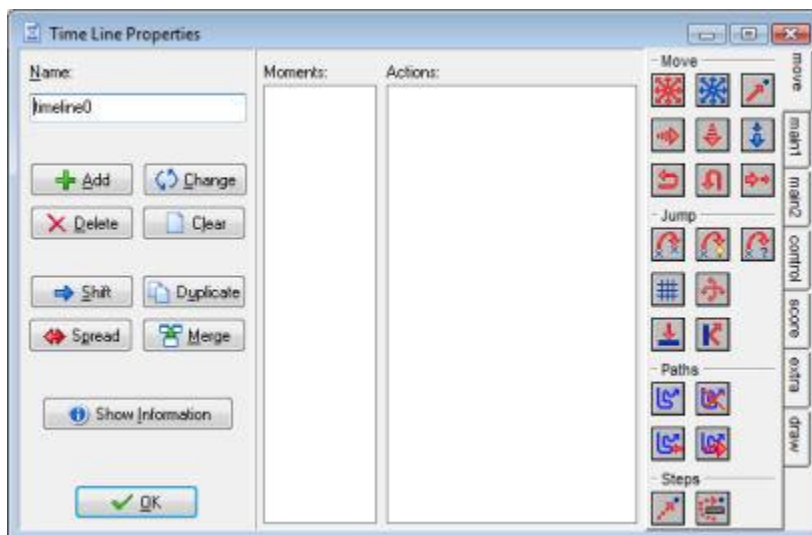 Time Line Properties
Name:
timeline0
Add
Change
Delete
Clear
Shift
Duplicate
Spread
Merge
Show Information
OK
Moments:
Actions:
Move
Jump
Paths
Steps
move
main1
main2
control
score
extra
draw